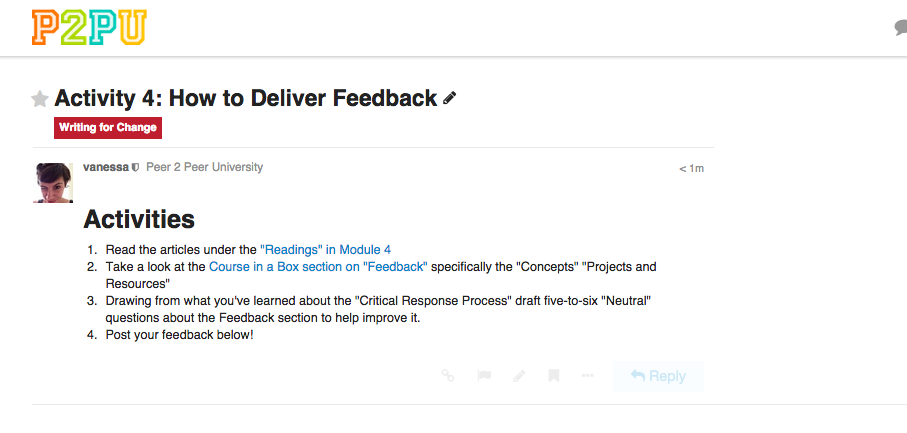 P2PU
Activity 4: How to Deliver Feedback
Writing for Change
vanessa Peer 2 Peer University < 1m
Activities
1. Read the articles under the "Readings" in Module 4
2. Take a look at the Course in a Box section on "Feedback" specifically the "Concepts" "Projects and
Resources"
3. Drawing from what you've learned about the "Critical Response Process" draft five-to-six "Neutral"
questions about the Feedback section to help improve it.
4. Post your feedback below!
Reply